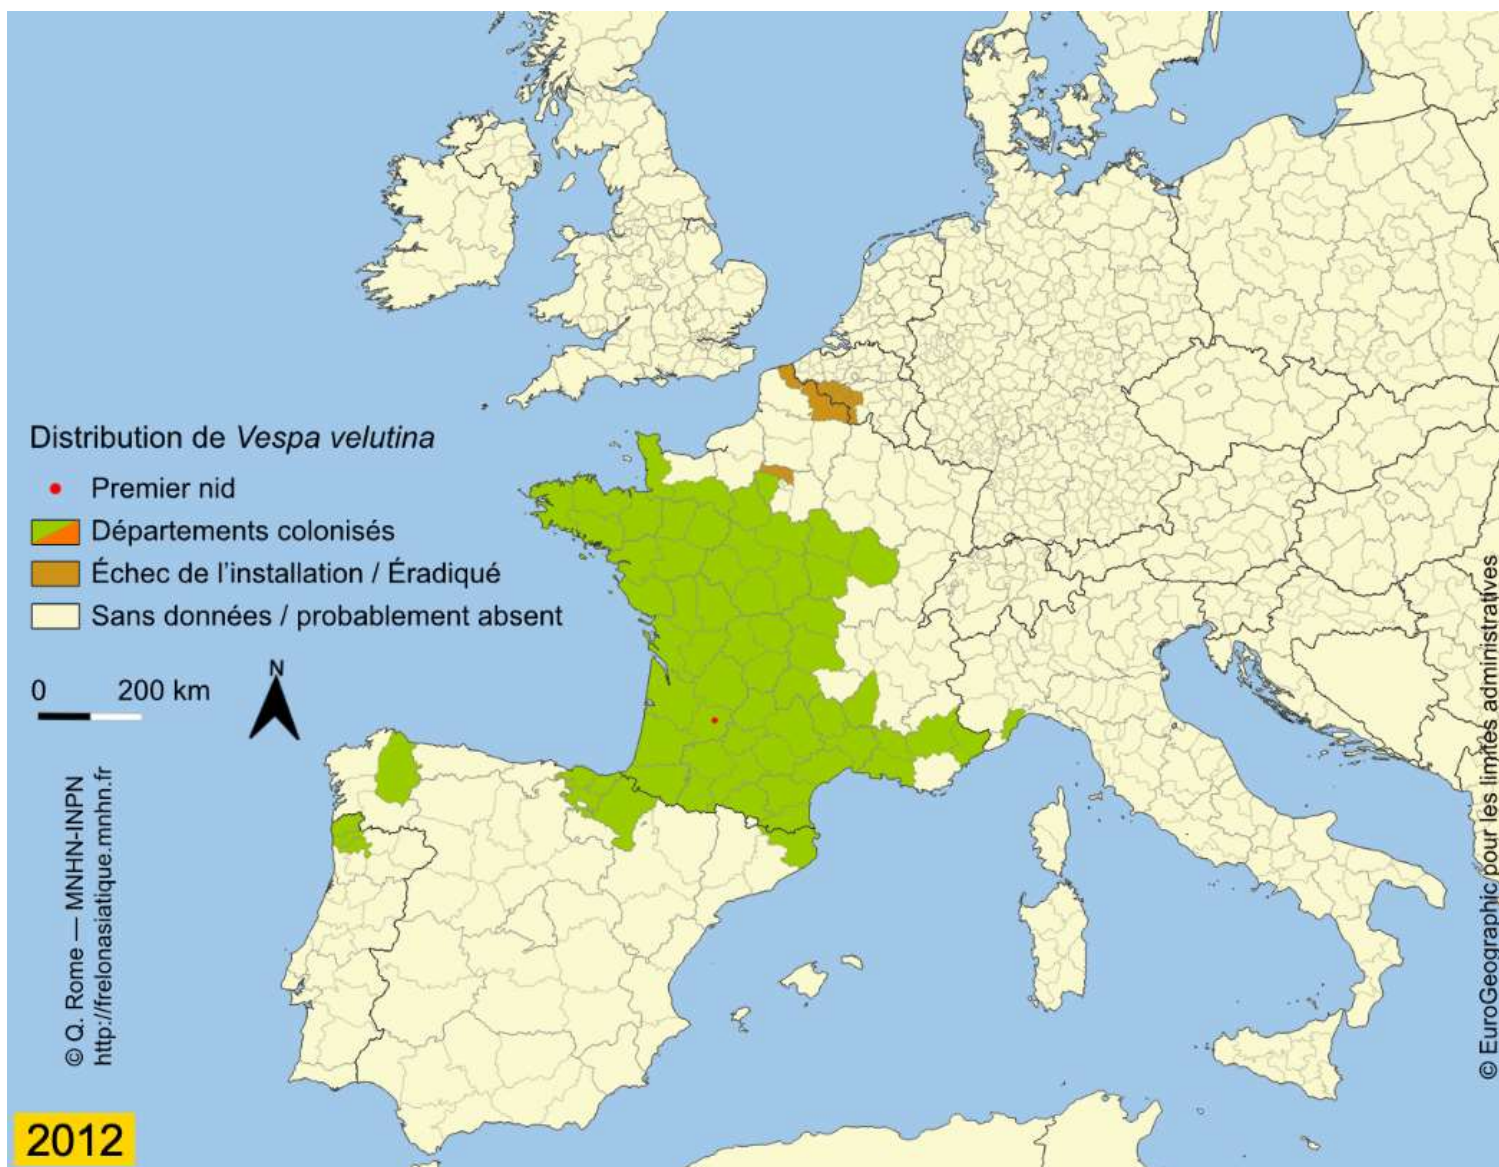 Distribution de Vespa velutina
Premier nid
Départements colonisés
Échec de l'installation / Éradiqué
Sans données / probablement absent
0 200 km
N
© Q. Rome — MNHN-INPN
http://frelonasiatique.mnhn.fr
© EuroGeographic pour les limites administratives
2012